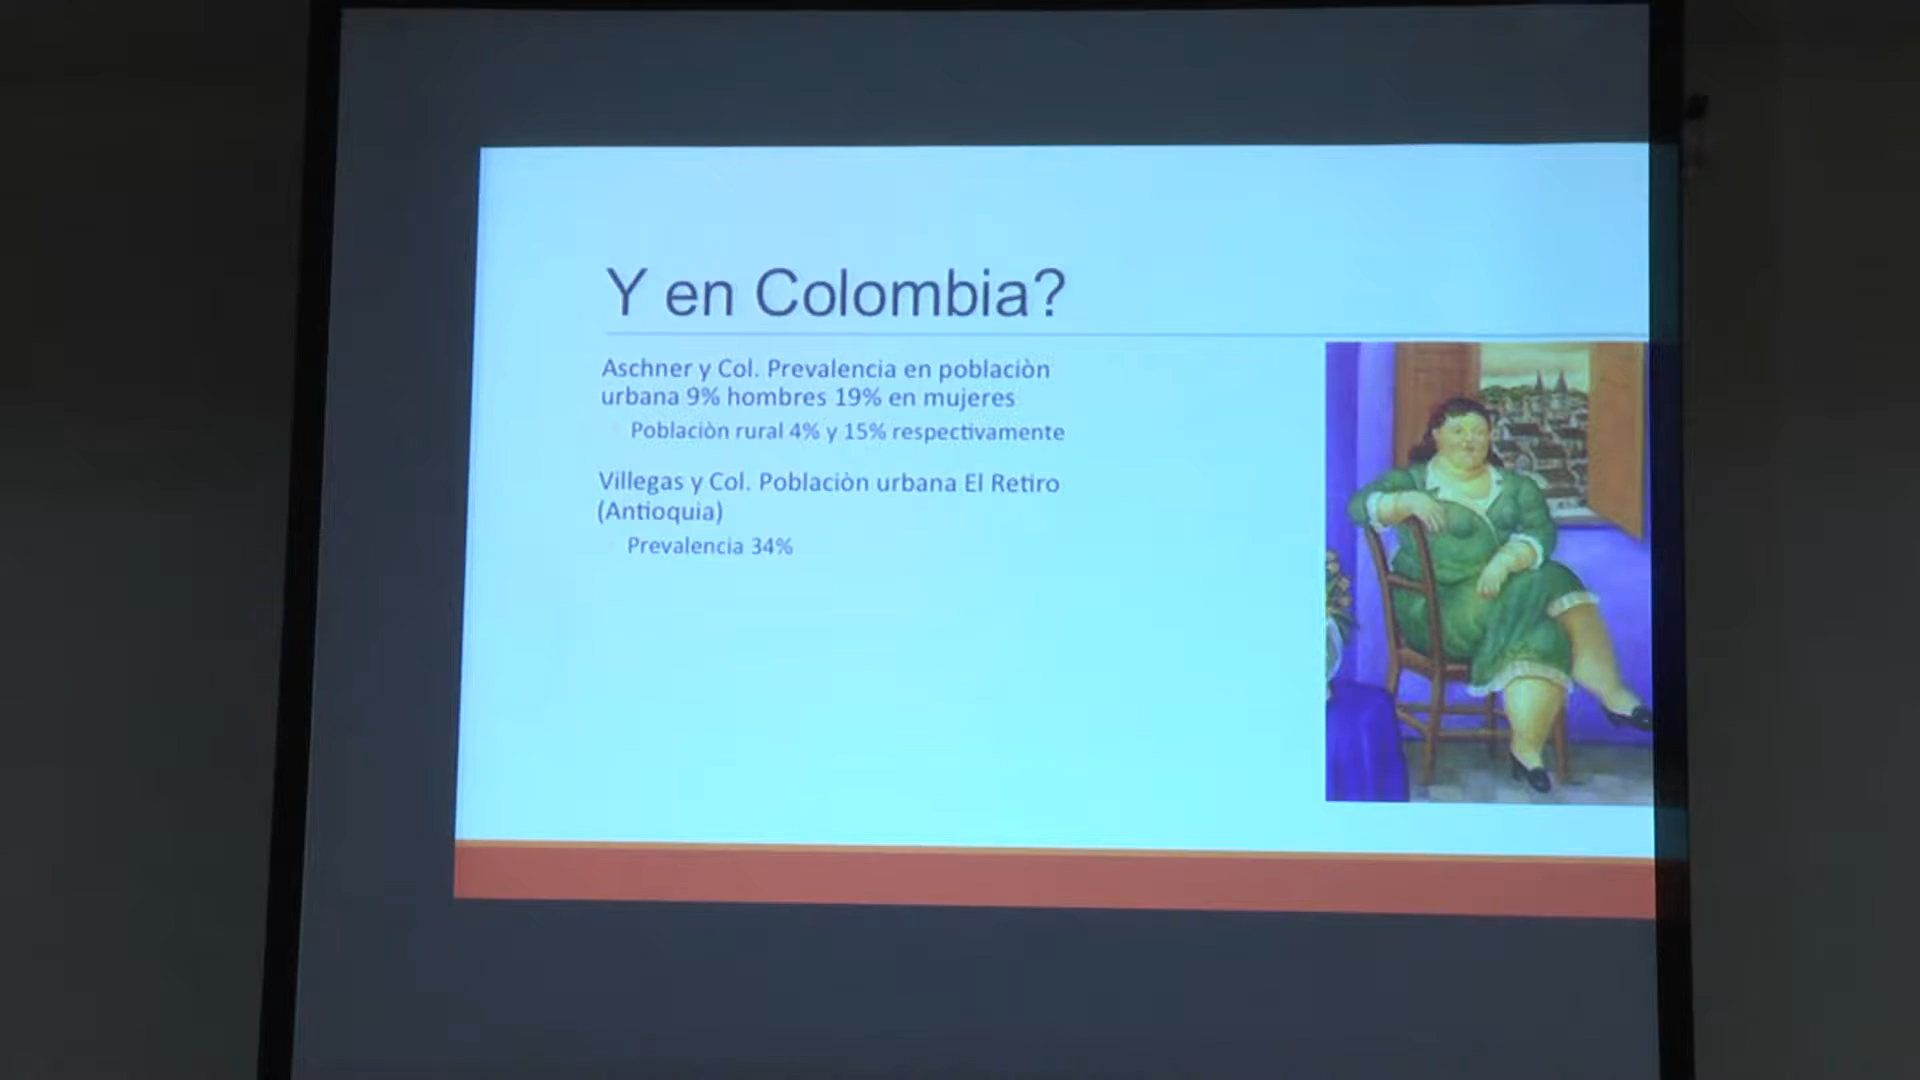 Y en Colombia?
Aschner y Col. Prevalencia en poblaciòn
urbana 9% hombres 19% en mujeres
Poblaciòn rural 4% y 15% respectivamente
Villegas y Col. Poblaciòn urbana El Retiro
(Antioquia)
Prevalencia 34%